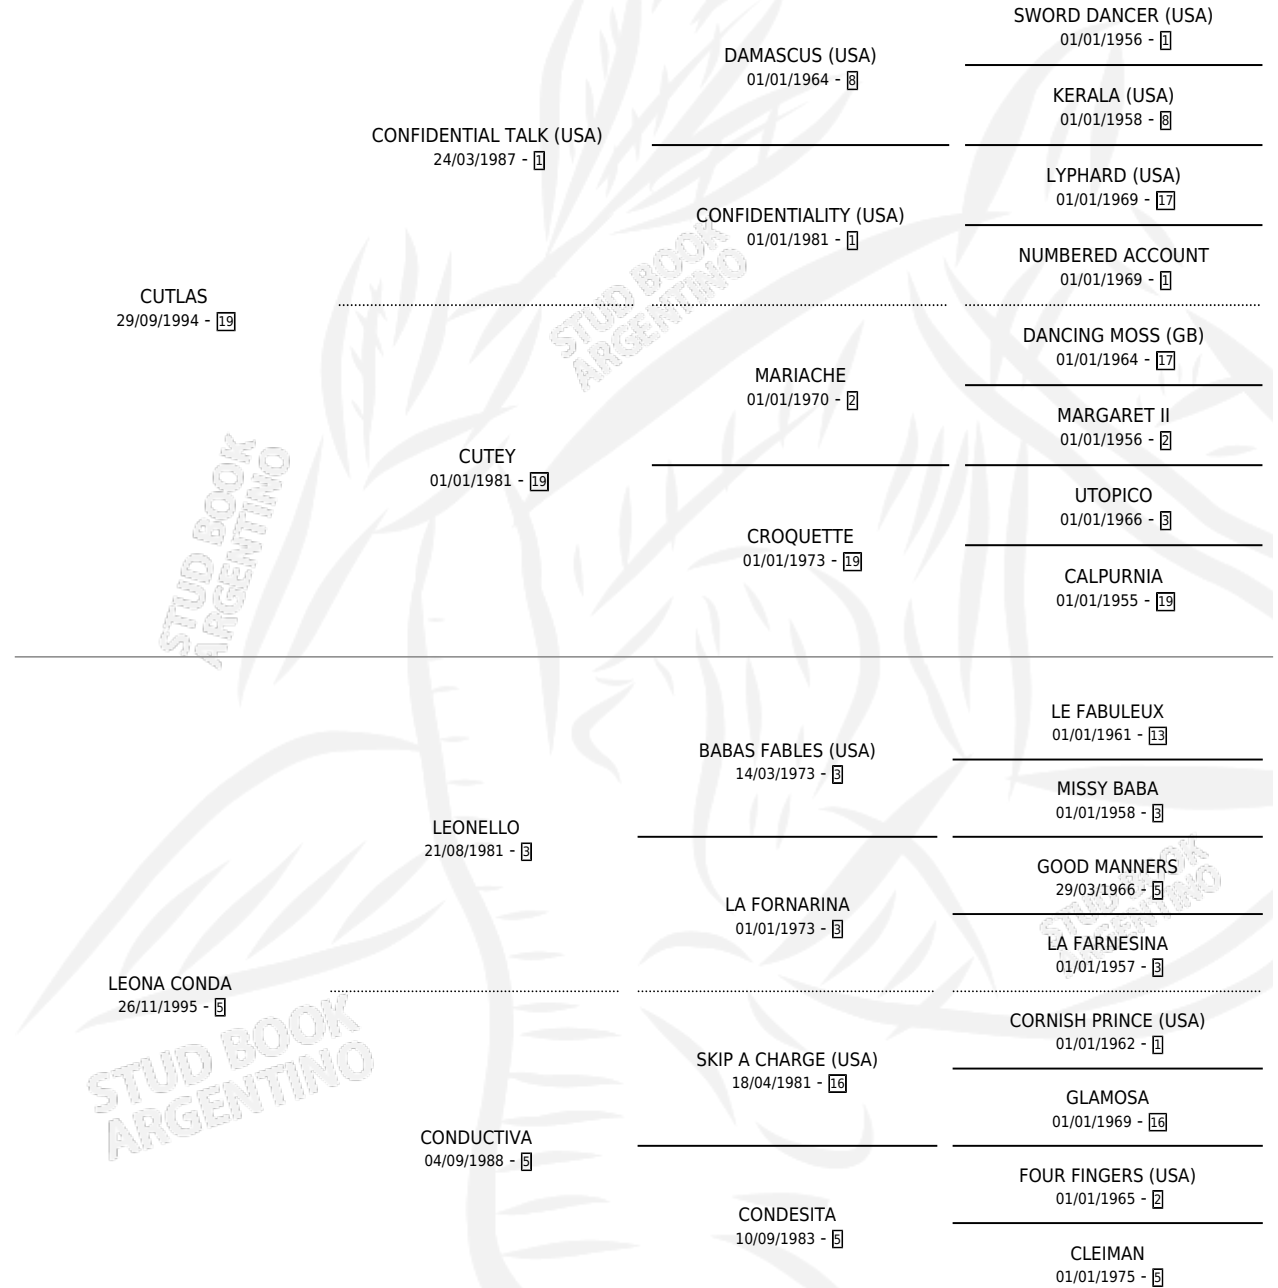 SWORD DANCER (USA)
01/01/1956 - 1
DAMASCUS (USA)
01/01/1964 - 8
KERALA (USA)
01/01/1958 - 8
CONFIDENTIAL TALK (USA)
24/03/1987 - 1
LYPHARD (USA)
01/01/1969 - 17
CONFIDENTIALITY (USA)
01/01/1981 - 1
NUMBERED ACCOUNT
01/01/1969 - 1
CUTLAS
29/09/1994 - 19
DANCING MOSS (GB)
01/01/1964 - 17
MARIACHE
01/01/1970 - 2
MARGARET II
01/01/1956 - 2
CUTEY
01/01/1981 - 19
UTOPICO
01/01/1966 - 3
CROQUETTE
01/01/1973 - 19
CALPURNIA
01/01/1955 - 19
LE FABULEUX
01/01/1961 - 13
BABAS FABLES (USA)
14/03/1973 - 3
MISSY BABA
01/01/1958 - 3
LEONELLO
21/08/1981 - 3
GOOD MANNERS
29/03/1966 - 5
LA FORNARINA
01/01/1973 - 3
LA FARNESINA
01/01/1957 - 3
LEONA CONDA
26/11/1995 - 5
CORNISH PRINCE (USA)
01/01/1962 - 1
SKIP A CHARGE (USA)
18/04/1981 - 16
GLAMOSA
01/01/1969 - 16
CONDUCTIVA
04/09/1988 - 5
FOUR FINGERS (USA)
01/01/1965 - 2
CONDESITA
10/09/1983 - 5
CLEIMAN
01/01/1975 - 5
STUD BOOK
ARGENTINO
STUD BOOK
ARGENTINO
STUD BOOK
ARGENTINO
STUD BOOK
ARGENTINO